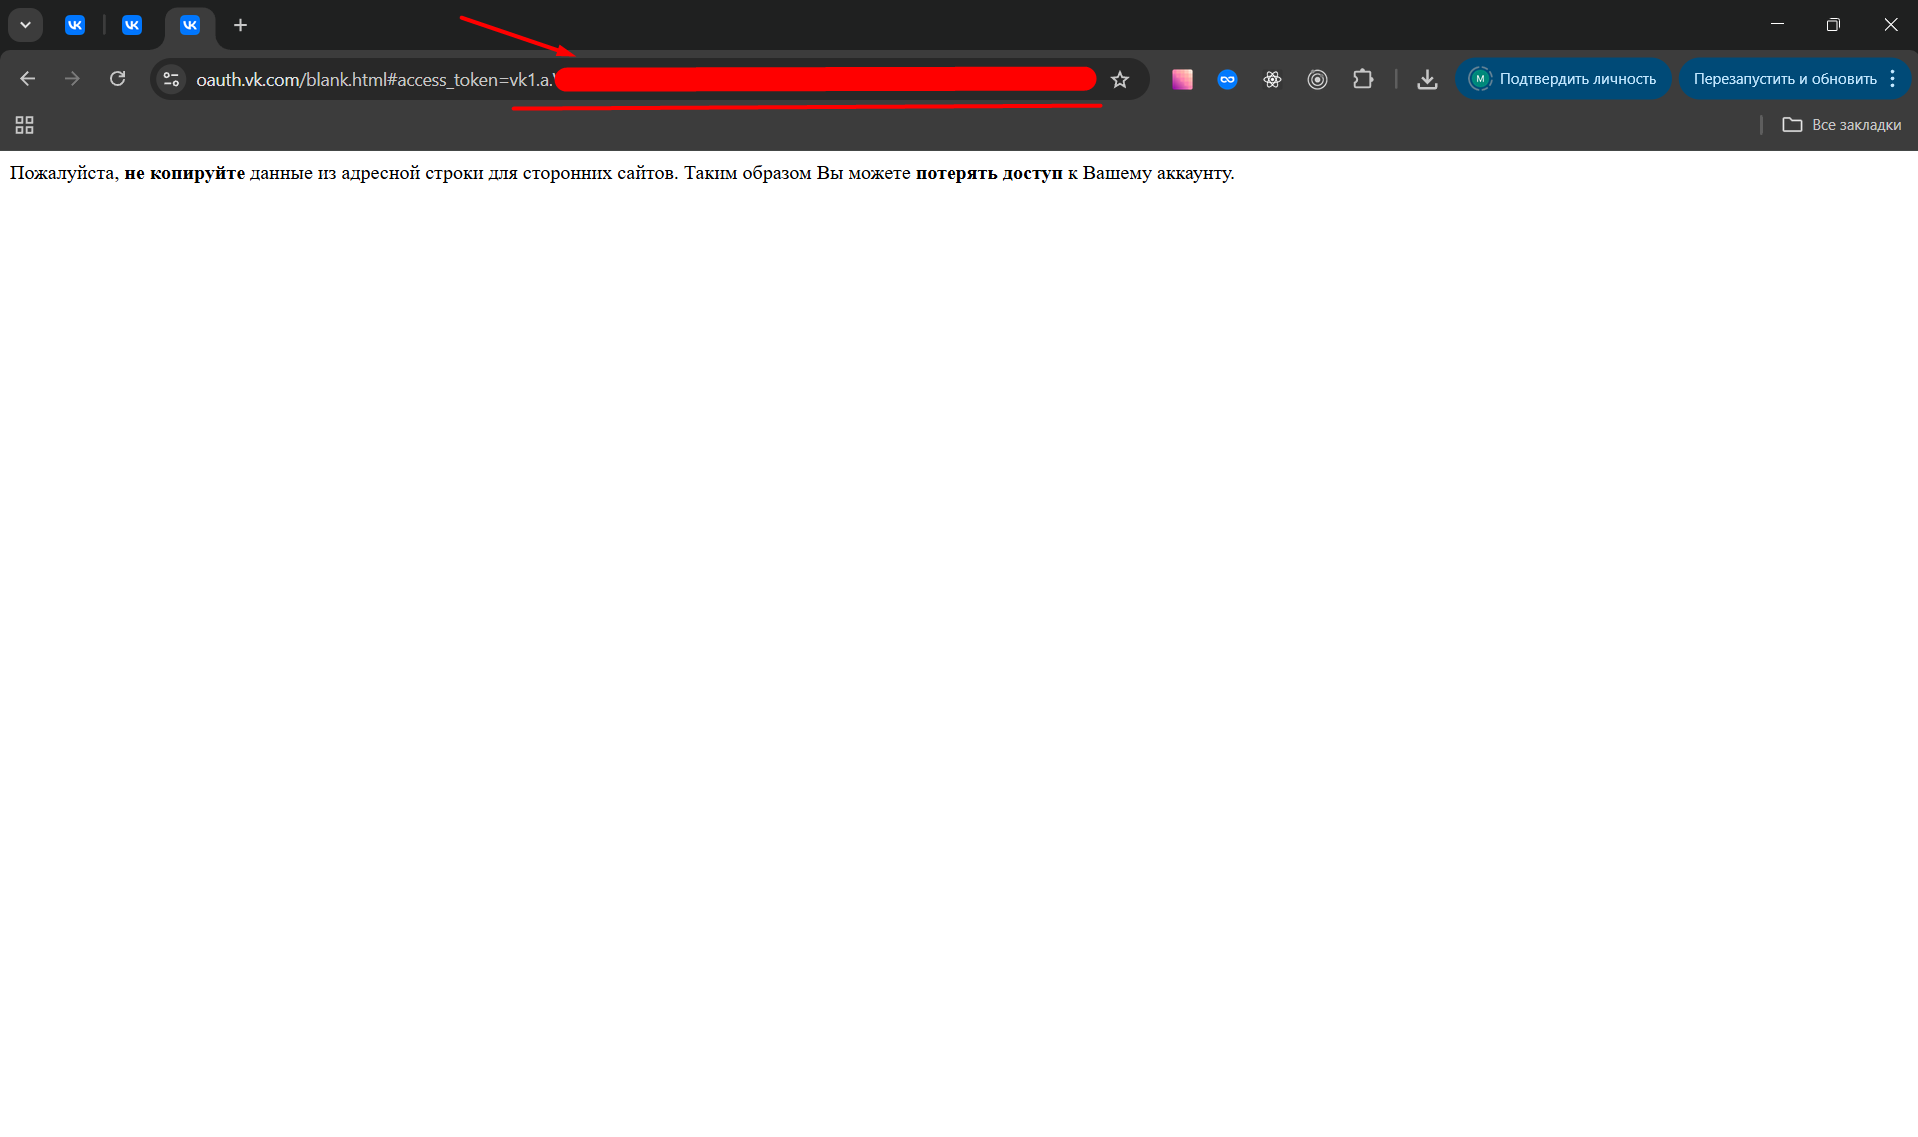 oauth.vk.com/blank.html#access_token=vk1.a.
М
Подтвердить личность
Перезапустить и обновить
Все закладки
Пожалуйста, не копируйте данные из адресной строки для сторонних сайтов. Таким образом Вы можете потерять доступ к Вашему аккаунту.